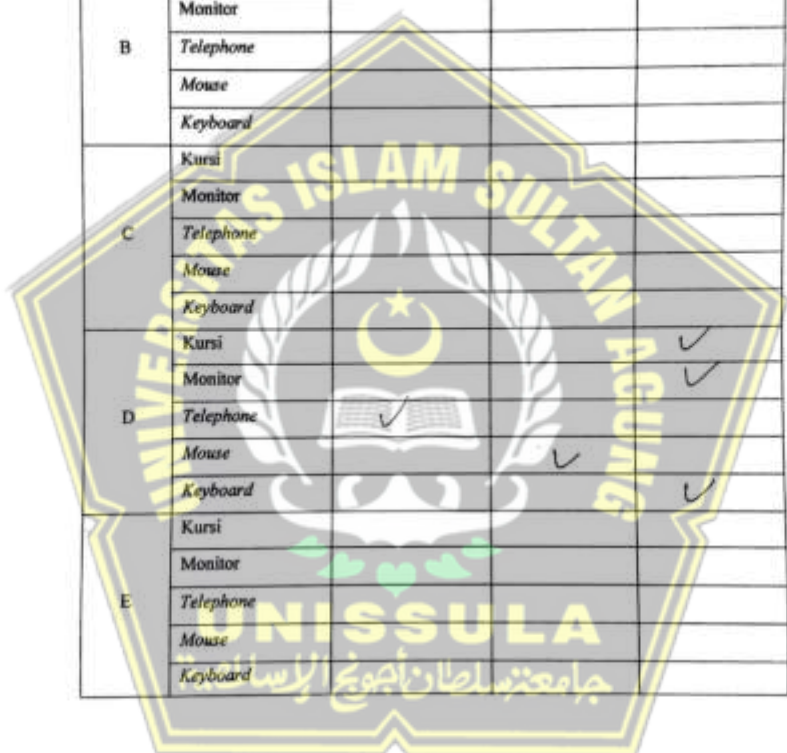 Monitor
B
Telephone
Mouse
Keyboard
Kursi
Monitor
C
Telephone
Mouse
Keyboard
Kursi ✓
Monitor ✓
D
Telephone ✓
Mouse ✓
Keyboard ✓
Kursi
Monitor
E
Telephone
Mouse
Keyboard
UNIVERSITAS ISLAM SULTAN AGUNG
UNISSULA
جامعة سلطان أجونج الإسلامية